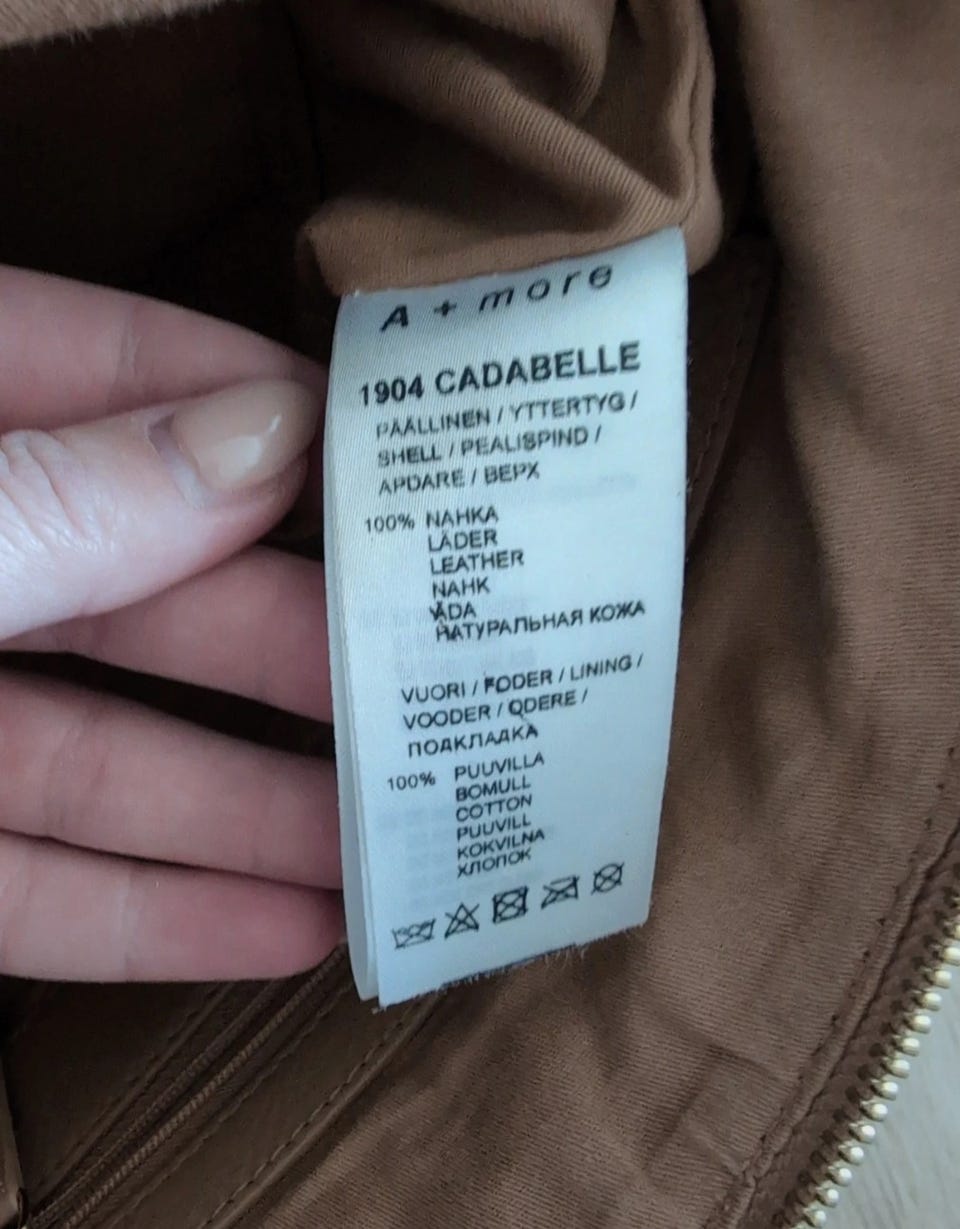 A + more
1904 CADABELLE
PÄÄLLINEN / YTTERTYG /
SHELL / PEALISPIND /
APDARE / ВЕРХ
100% NAHKA
LÄDER
LEATHER
NAHK
ĀDA
НАТУРАЛЬНАЯ КОЖА
VUORI / FODER / LINING /
VOODER / ODERE /
ПОДКЛАДКА
100% PUUVILLA
BOMULL
COTTON
PUUVILL
KOKVILNA
ХЛОПОК